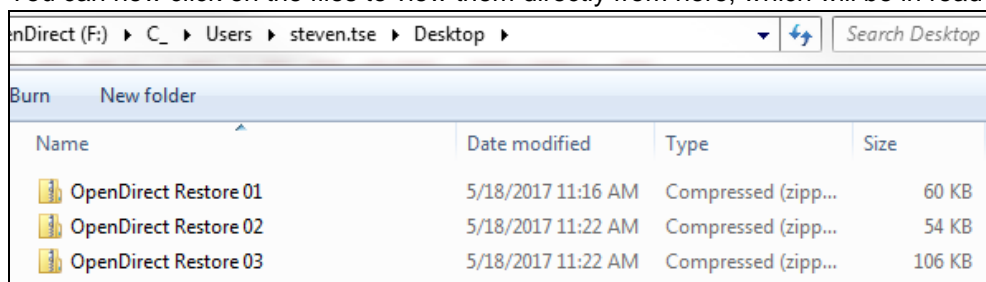 You can now click on the files to view them directly from here, which will be in read
enDirect (F:) ▸ C_ ▸ Users ▸ steven.tse ▸ Desktop ▸ Search Desktop
Burn New folder
Name Date modified Type Size
OpenDirect Restore 01 5/18/2017 11:16 AM Compressed (zipp... 60 KB
OpenDirect Restore 02 5/18/2017 11:22 AM Compressed (zipp... 54 KB
OpenDirect Restore 03 5/18/2017 11:22 AM Compressed (zipp... 106 KB